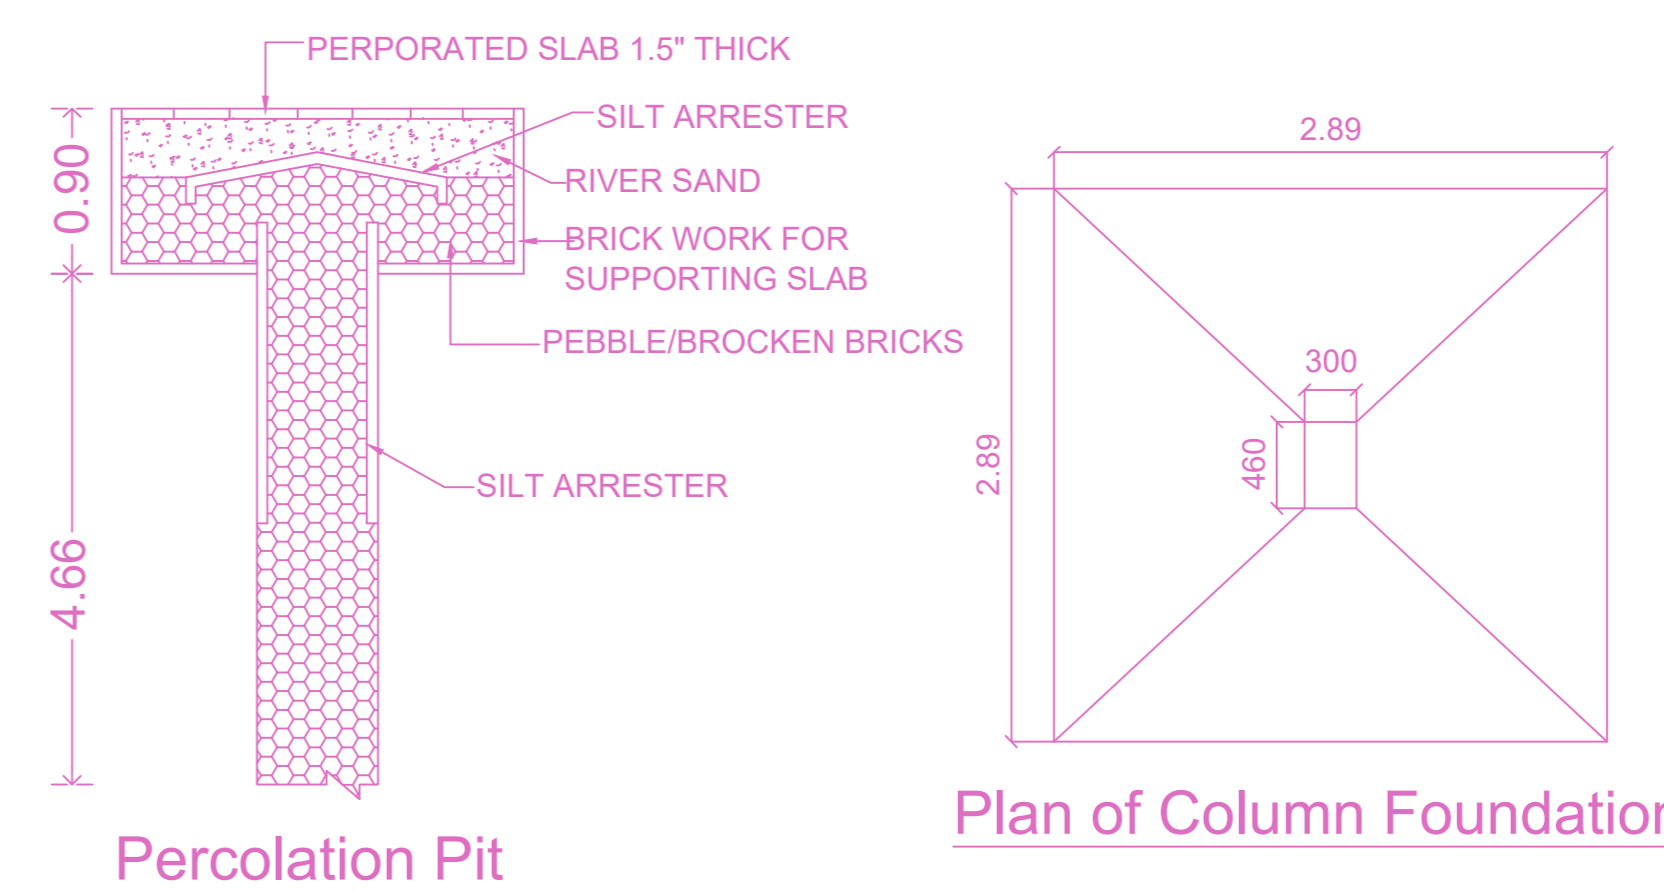 PERPORATED SLAB 1.5" THICK
SILT ARRESTER
RIVER SAND
BRICK WORK FOR
SUPPORTING SLAB
PEBBLE/BROCKEN BRICKS
SILT ARRESTER
0.90
4.66
Percolation Pit
2.89
2.89
300
460
Plan of Column Foundation